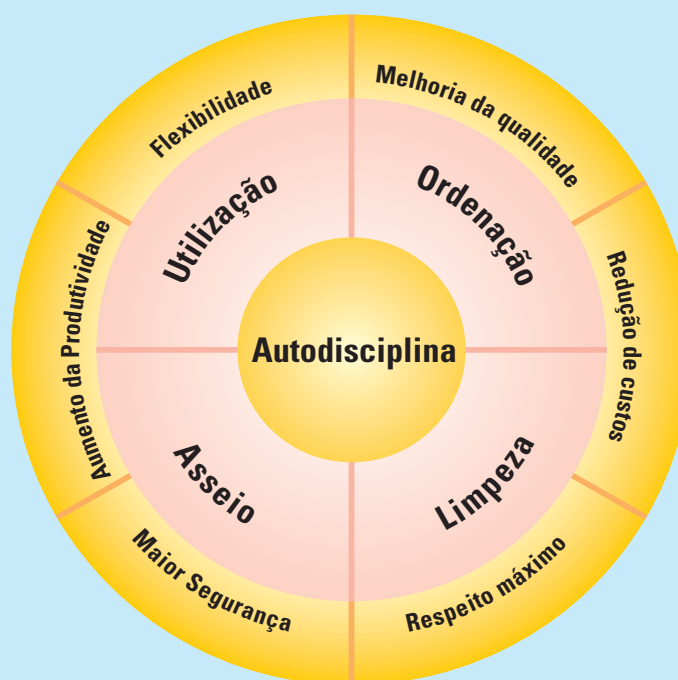 Flexibilidade
Melhoria da qualidade
Utilização
Ordenação
Aumento da Produtividade
Autodisciplina
Redução de custos
Asseio
Limpeza
Maior Segurança
Respeito máximo